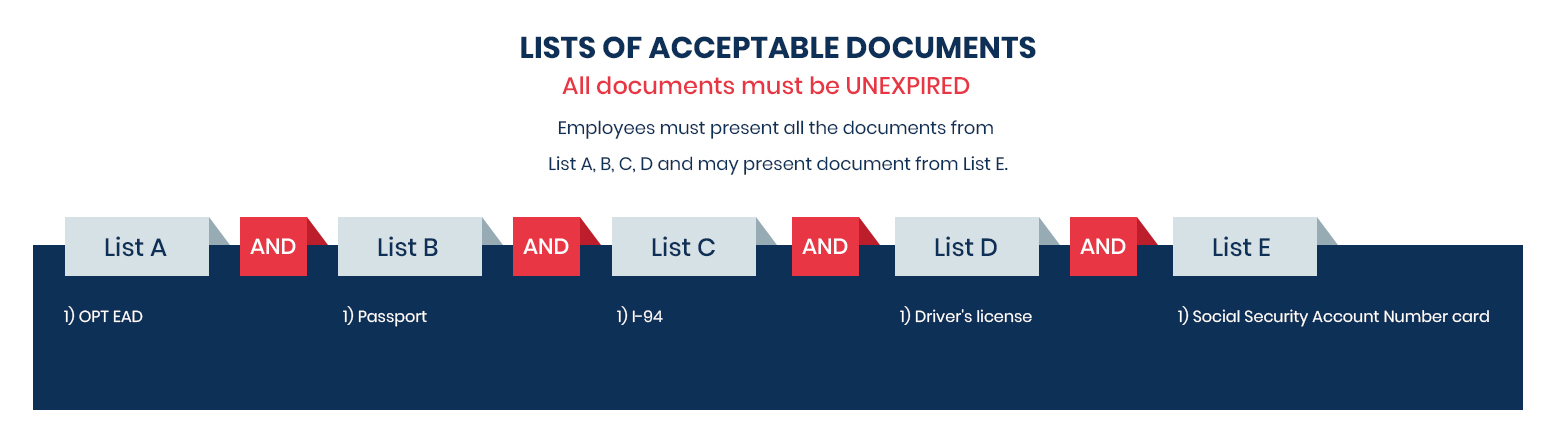 LISTS OF ACCEPTABLE DOCUMENTS
All documents must be UNEXPIRED
Employees must present all the documents from
List A, B, C, D and may present document from List E.
List A AND List B AND List C AND List D AND List E
1) OPT EAD 1) Passport 1) I-94 1) Driver's license 1) Social Security Account Number card